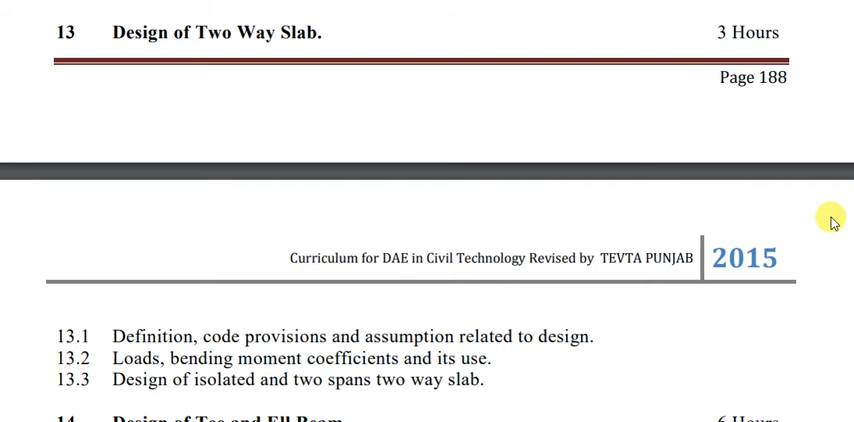 13 Design of Two Way Slab. 3 Hours
Page 188
Curriculum for DAE in Civil Technology Revised by TEVTA PUNJAB 2015
13.1 Definition, code provisions and assumption related to design.
13.2 Loads, bending moment coefficients and its use.
13.3 Design of isolated and two spans two way slab.
14 Design of Tee and Ell Beam 6 Hours